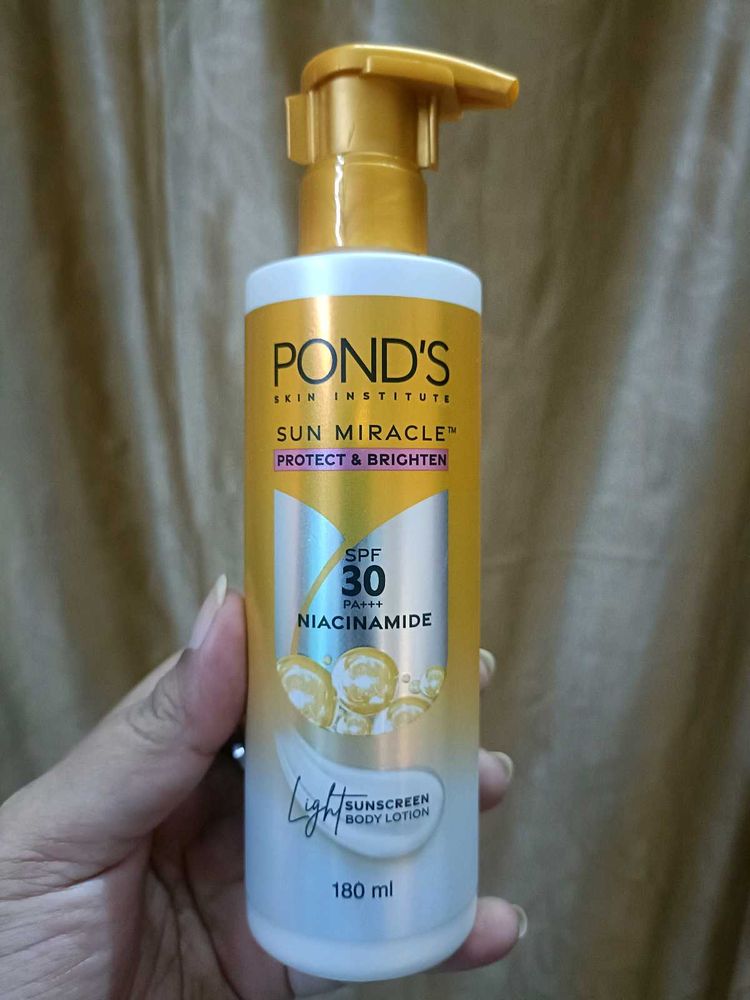 POND'S
SKIN INSTITUTE
SUN MIRACLE™
PROTECT & BRIGHTEN
SPF
30
PA+++
NIACINAMIDE
Light SUNSCREEN
BODY LOTION
180 ml